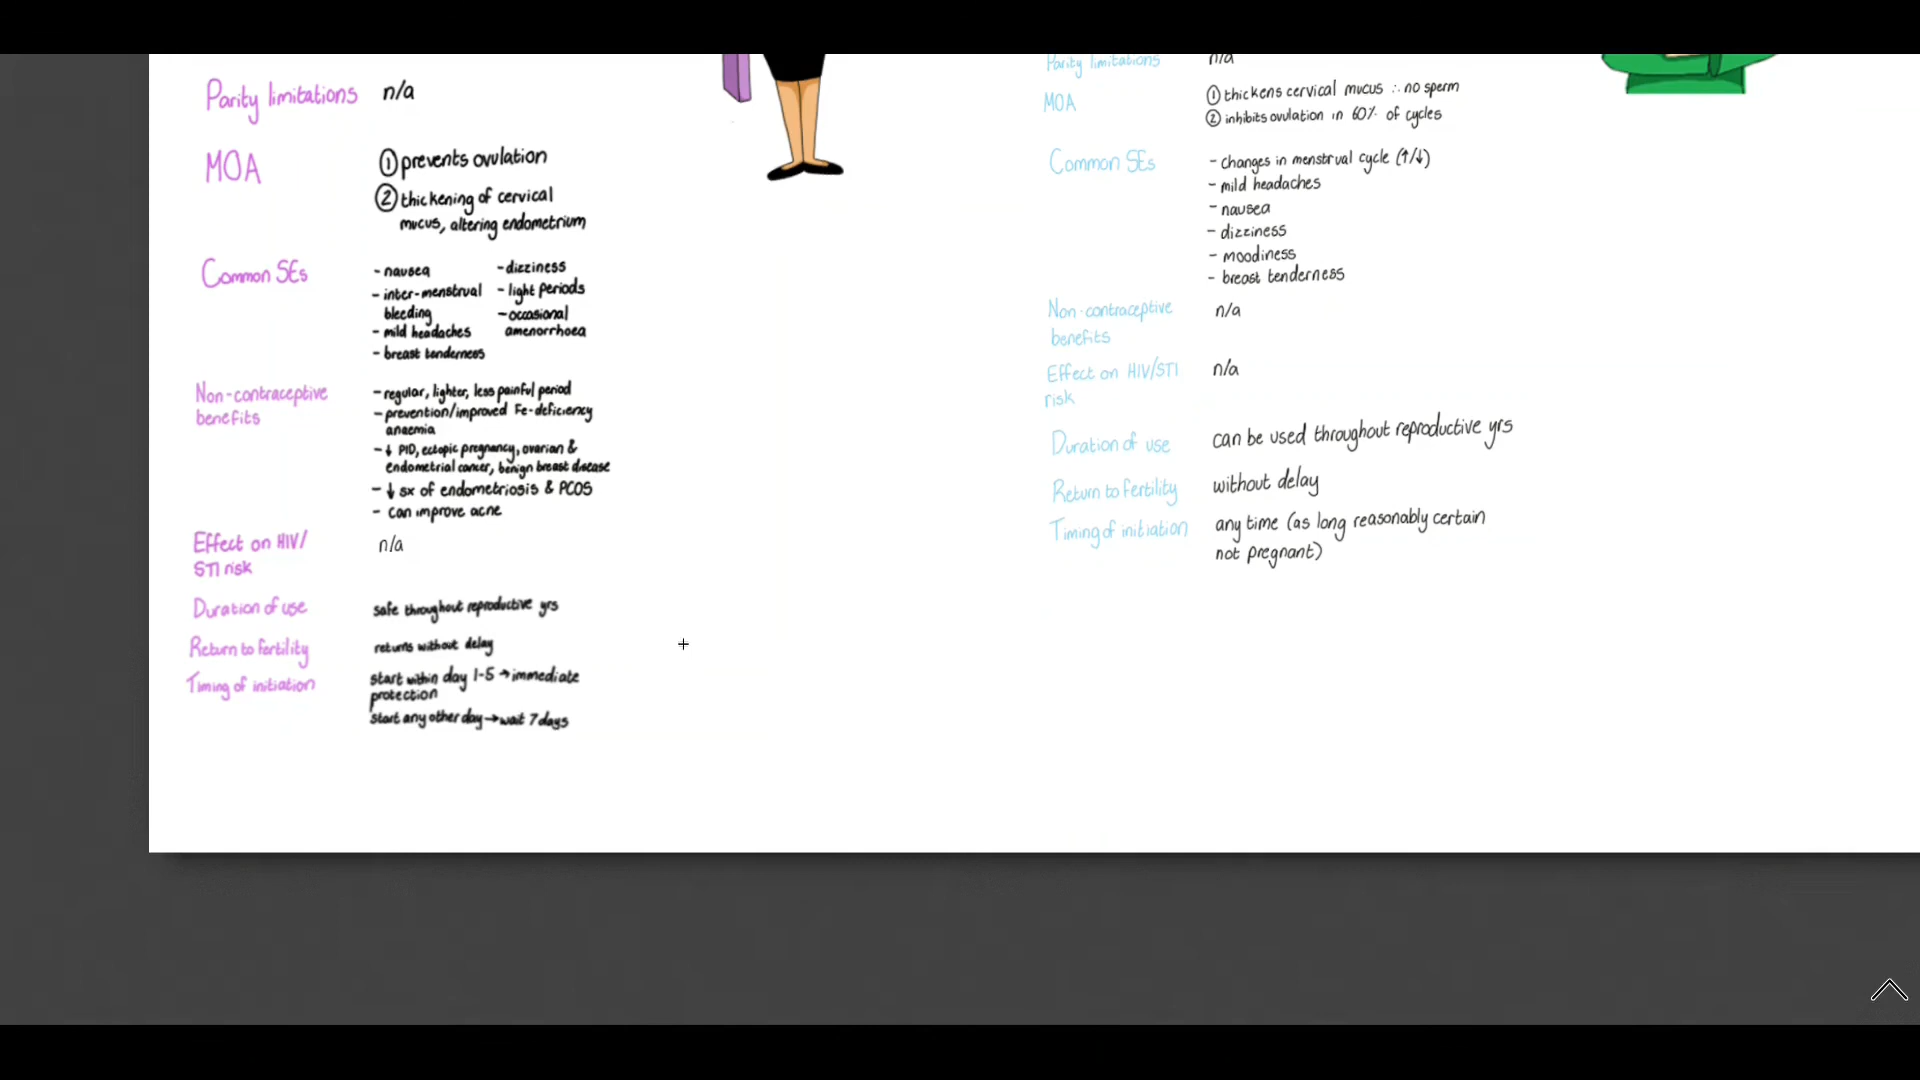 Parity limitations n/a
MOA ① prevents ovulation
② thickening of cervical
mucus, altering endometrium
Common SEs - nausea - dizziness
- inter-menstrual - light periods
bleeding - occasional
- mild headaches amenorrhoea
- breast tenderness
Non-contraceptive - regular, lighter, less painful period
benefits - prevention/improved Fe-deficiency
anaemia
- ↓ PID, ectopic pregnancy, ovarian &
endometrial cancer, benign breast disease
- ↓ sx of endometriosis & PCOS
- can improve acne
Effect on HIV/ n/a
STI risk
Duration of use safe throughout reproductive yrs
Return to fertility returns without delay
Timing of initiation start within day 1-5 → immediate
protection
start any other day → wait 7 days
Parity limitations n/a
MOA ① thickens cervical mucus ∴ no sperm
② inhibits ovulation in 60% of cycles
Common SEs - changes in menstrual cycle (↑/↓)
- mild headaches
- nausea
- dizziness
- moodiness
- breast tenderness
Non-contraceptive n/a
benefits
Effect on HIV/STI n/a
risk
Duration of use can be used throughout reproductive yrs
Return to fertility without delay
Timing of initiation any time (as long reasonably certain
not pregnant)